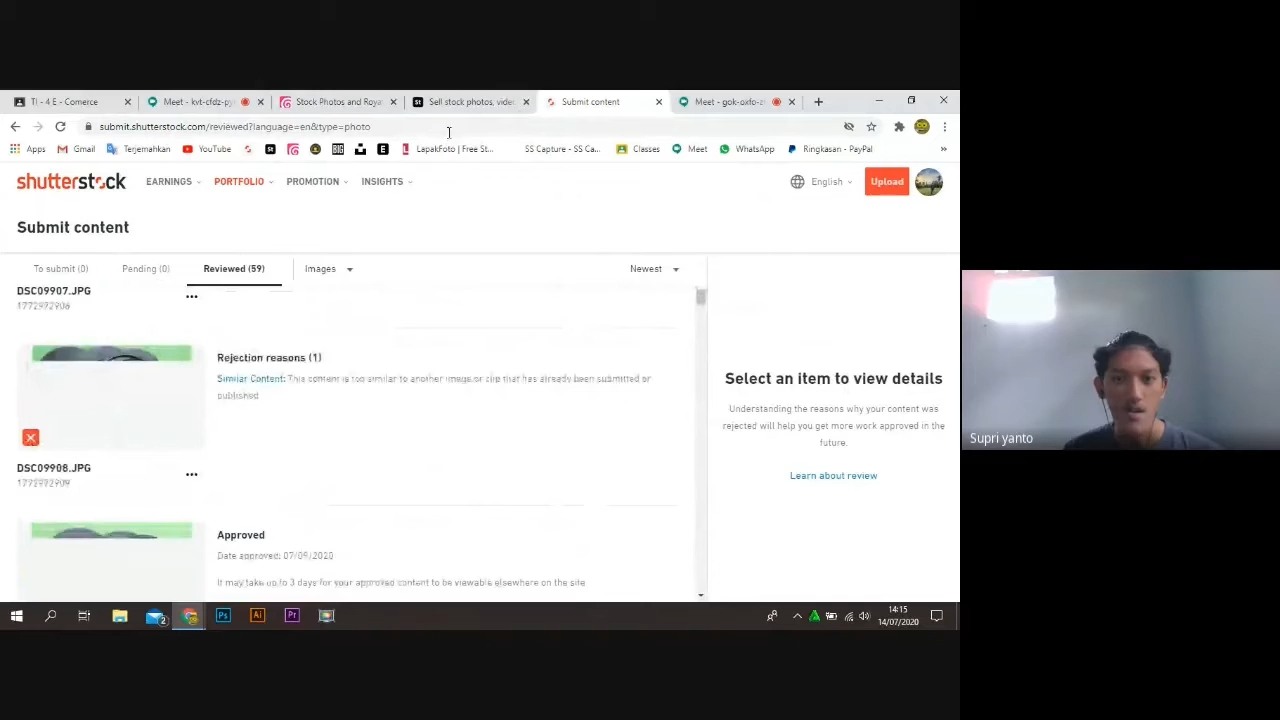 TI - 4 E - Comerce
Meet - kvt-cfdz-py
Stock Photos and Roya
Sell stock photos, vide
Submit content
Meet - gok-oxfo-z
submit.shutterstock.com/reviewed?language=en&type=photo
Apps
Gmail
Terjemahkan
YouTube
LapakFoto | Free St...
SS Capture - SS Ca...
Classes
Meet
WhatsApp
Ringkasan - PayPal
shutterstock
EARNINGS
PORTFOLIO
PROMOTION
INSIGHTS
English
Upload
Submit content
To submit (0)
Pending (0)
Reviewed (59)
Images
Newest
DSC09907.JPG
1772972906
Rejection reasons (1)
Similar Content: This content is too similar to another image or clip that has already been submitted or
published
DSC09908.JPG
1772972909
Approved
Date approved: 07/09/2020
It may take up to 3 days for your approved content to be viewable elsewhere on the site
Select an item to view details
Understanding the reasons why your content was
rejected will help you get more work approved in the
future.
Learn about review
Supri yanto
2
Ps
Ai
Pr
14:15
14/07/2020